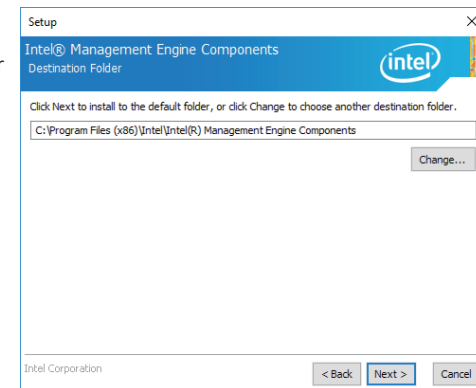 Setup
Intel® Management Engine Components
Destination Folder
intel
r
Click Next to install to the default folder, or click Change to choose another destination folder.
C:\Program Files (x86)\Intel\Intel(R) Management Engine Components
Change...
Intel Corporation
< Back
Next >
Cancel